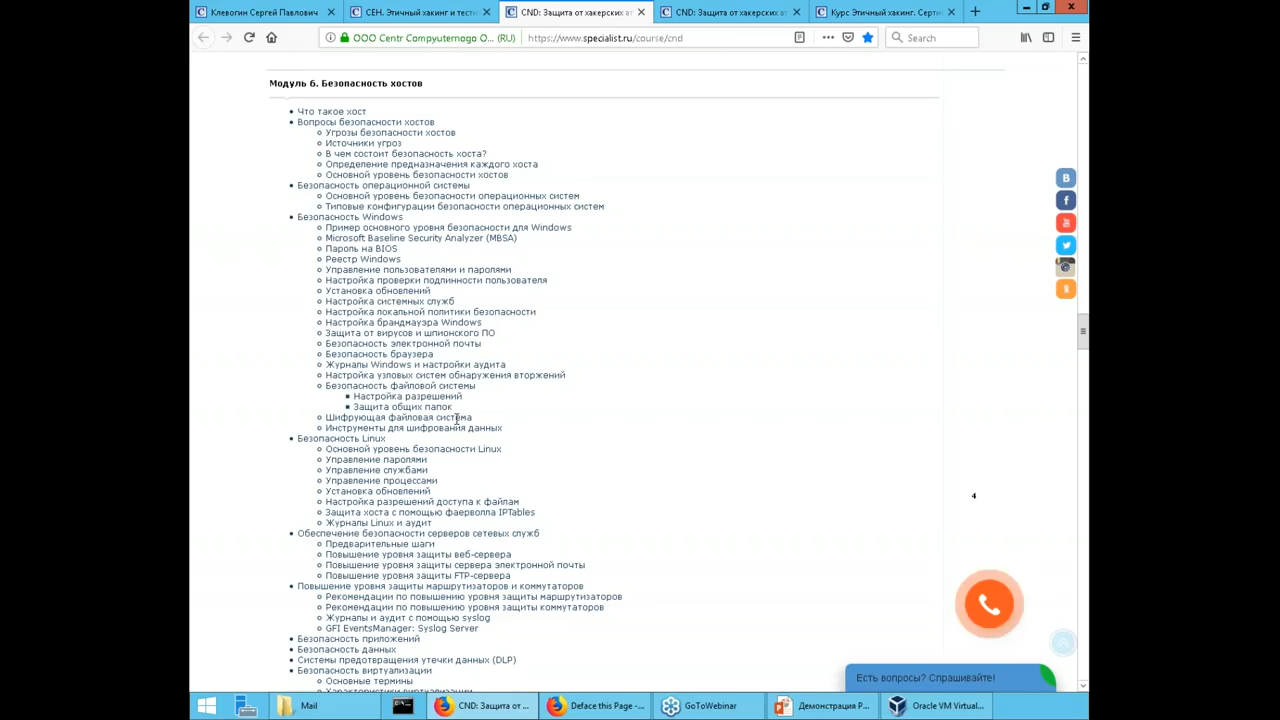 Клевогин Сергей Павлович
CEH. Этичный хакинг и тести
CND: Защита от хакерских ат
CND: Защита от хакерских ат
Курс Этичный хакинг. Серти
ООО Centr Compyuternogo O... (RU)
https://www.specialist.ru/course/cnd
Search
Модуль 6. Безопасность хостов
Что такое хост
Вопросы безопасности хостов
Угрозы безопасности хостов
Источники угроз
В чем состоит безопасность хоста?
Определение предназначения каждого хоста
Основной уровень безопасности хостов
Безопасность операционной системы
Основной уровень безопасности операционных систем
Типовые конфигурации безопасности операционных систем
Безопасность Windows
Пример основного уровня безопасности для Windows
Microsoft Baseline Security Analyzer (MBSA)
Пароль на BIOS
Реестр Windows
Управление пользователями и паролями
Настройка проверки подлинности пользователя
Установка обновлений
Настройка системных служб
Настройка локальной политики безопасности
Настройка брандмауэра Windows
Защита от вирусов и шпионского ПО
Безопасность электронной почты
Безопасность браузера
Журналы Windows и настройки аудита
Настройка узловых систем обнаружения вторжений
Безопасность файловой системы
Настройка разрешений
Защита общих папок
Шифрующая файловая система
Инструменты для шифрования данных
Безопасность Linux
Основной уровень безопасности Linux
Управление паролями
Управление службами
Управление процессами
Установка обновлений
Настройка разрешений доступа к файлам
Защита хоста с помощью фаерволла IPTables
Журналы Linux и аудит
Обеспечение безопасности серверов сетевых служб
Предварительные шаги
Повышение уровня защиты веб-сервера
Повышение уровня защиты сервера электронной почты
Повышение уровня защиты FTP-сервера
Повышение уровня защиты маршрутизаторов и коммутаторов
Рекомендации по повышению уровня защиты маршрутизаторов
Рекомендации по повышению уровня защиты коммутаторов
Журналы и аудит с помощью syslog
GFI EventsManager: Syslog Server
Безопасность приложений
Безопасность данных
Системы предотвращения утечки данных (DLP)
Безопасность виртуализации
Основные термины
Характеристики виртуализации
4
Есть вопросы? Спрашивайте!
Mail
CND: Защита от ...
Deface this Page -...
GoToWebinar
Демонстрация P...
Oracle VM Virtual...